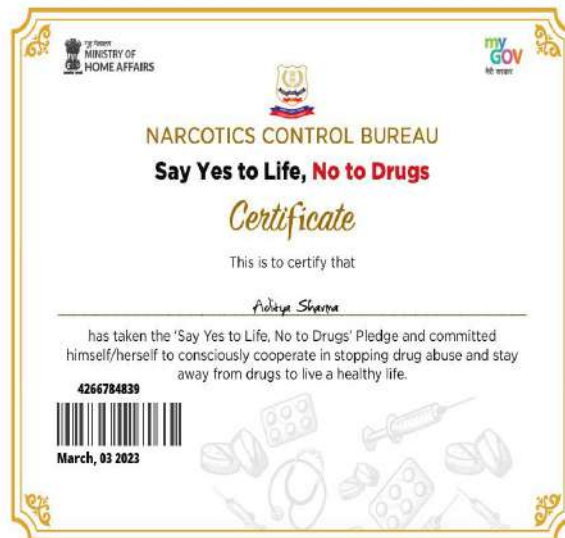 गृह मंत्रालय
MINISTRY OF
HOME AFFAIRS
my
GOV
मेरी सरकार
NARCOTICS CONTROL BUREAU
Say Yes to Life, No to Drugs
Certificate
This is to certify that
Aditya Sharma
has taken the 'Say Yes to Life, No to Drugs' Pledge and committed
himself/herself to consciously cooperate in stopping drug abuse and stay
away from drugs to live a healthy life.
4266784839
March, 03 2023